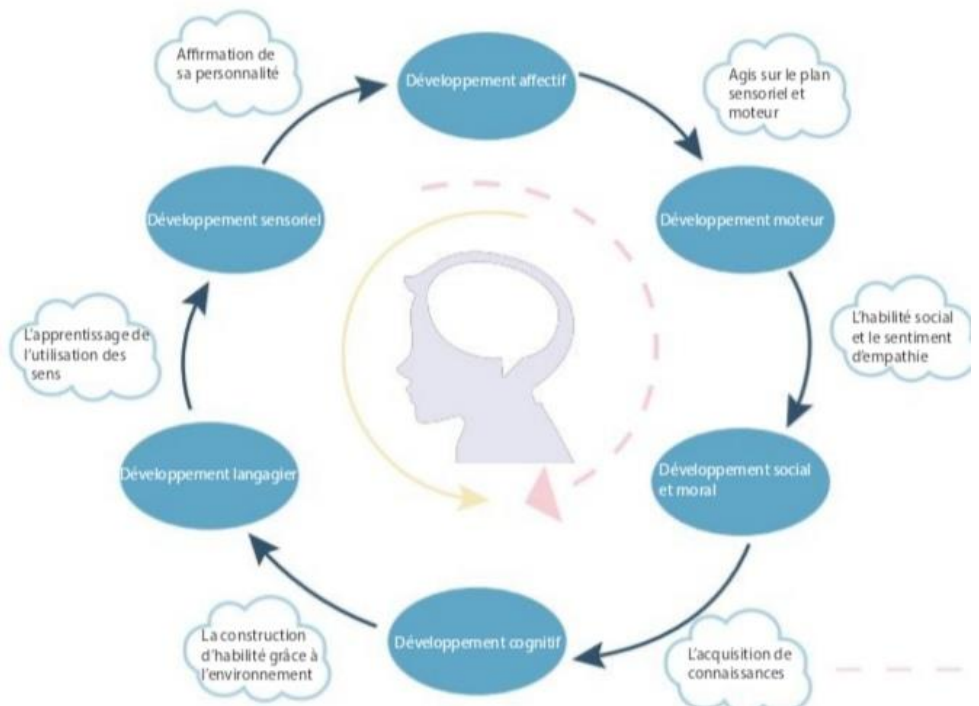 Affirmation de
sa personnalité
Développement affectif
Agis sur le plan
sensoriel et
moteur
Développement sensoriel
Développement moteur
L'apprentissage de
l'utilisation des
sens
L'habilité social
et le sentiment
d'empathie
Développement langagier
Développement social
et moral
La construction
d'habilité grâce à
l'environnement
Développement cognitif
L'acquisition de
connaissances